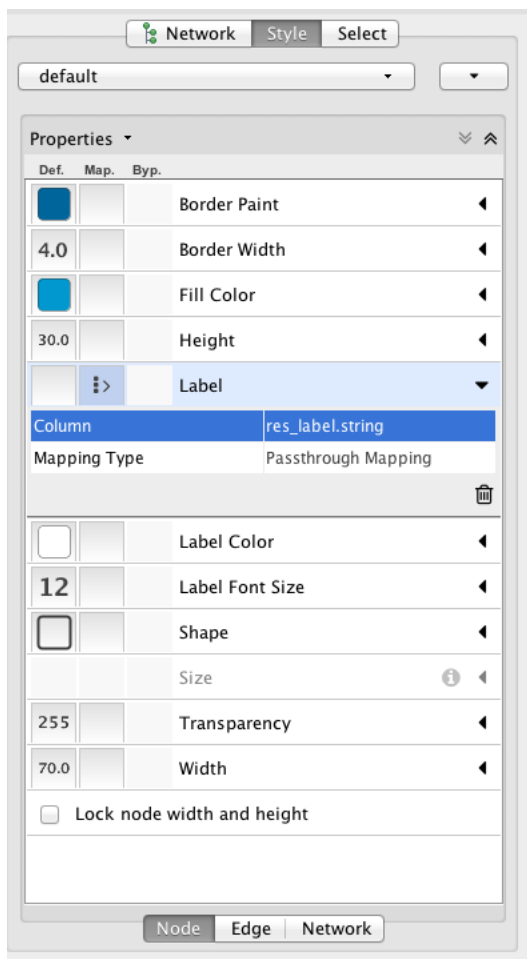 Network Style Select
default
Properties
Def. Map. Byp.
Border Paint
4.0 Border Width
Fill Color
30.0 Height
Label
Column res_label.string
Mapping Type Passthrough Mapping
Label Color
12 Label Font Size
Shape
Size
255 Transparency
70.0 Width
Lock node width and height
Node Edge Network